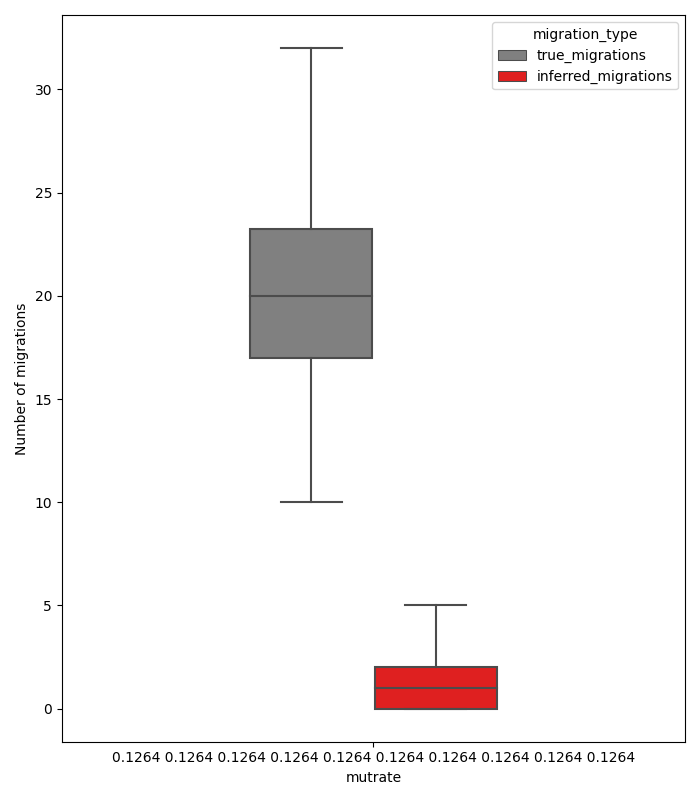 migration_type
true_migrations
inferred_migrations
30
25
20
15
10
5
0
Number of migrations
0.1264 0.1264 0.1264 0.1264 0.1264 0.1264 0.1264 0.1264 0.1264 0.1264
mutrate